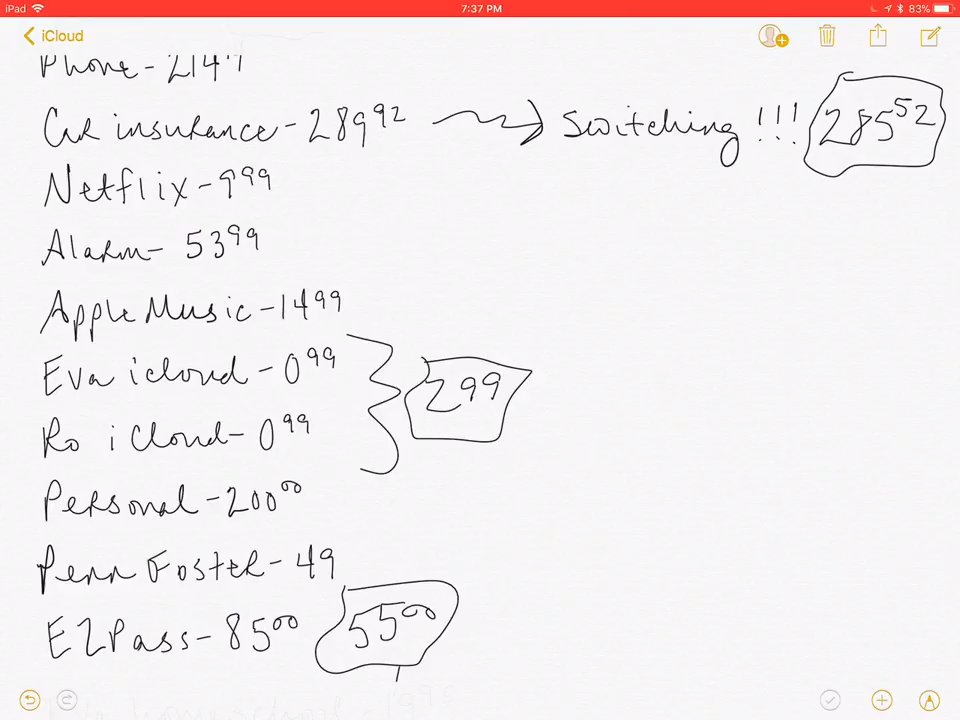 iPad 7:37 PM 83%
iCloud
Phone-
Car insurance - 289 92 Switching !!! 285 52
Netflix - 9 99
Alarm - 53 99
Apple Music - 14 99
Eva icloud - 0 99
2 99
Ro iCloud - 0 99
Personal - 200 00
Penn Foster - 49
EZPass - 85 00 55 00